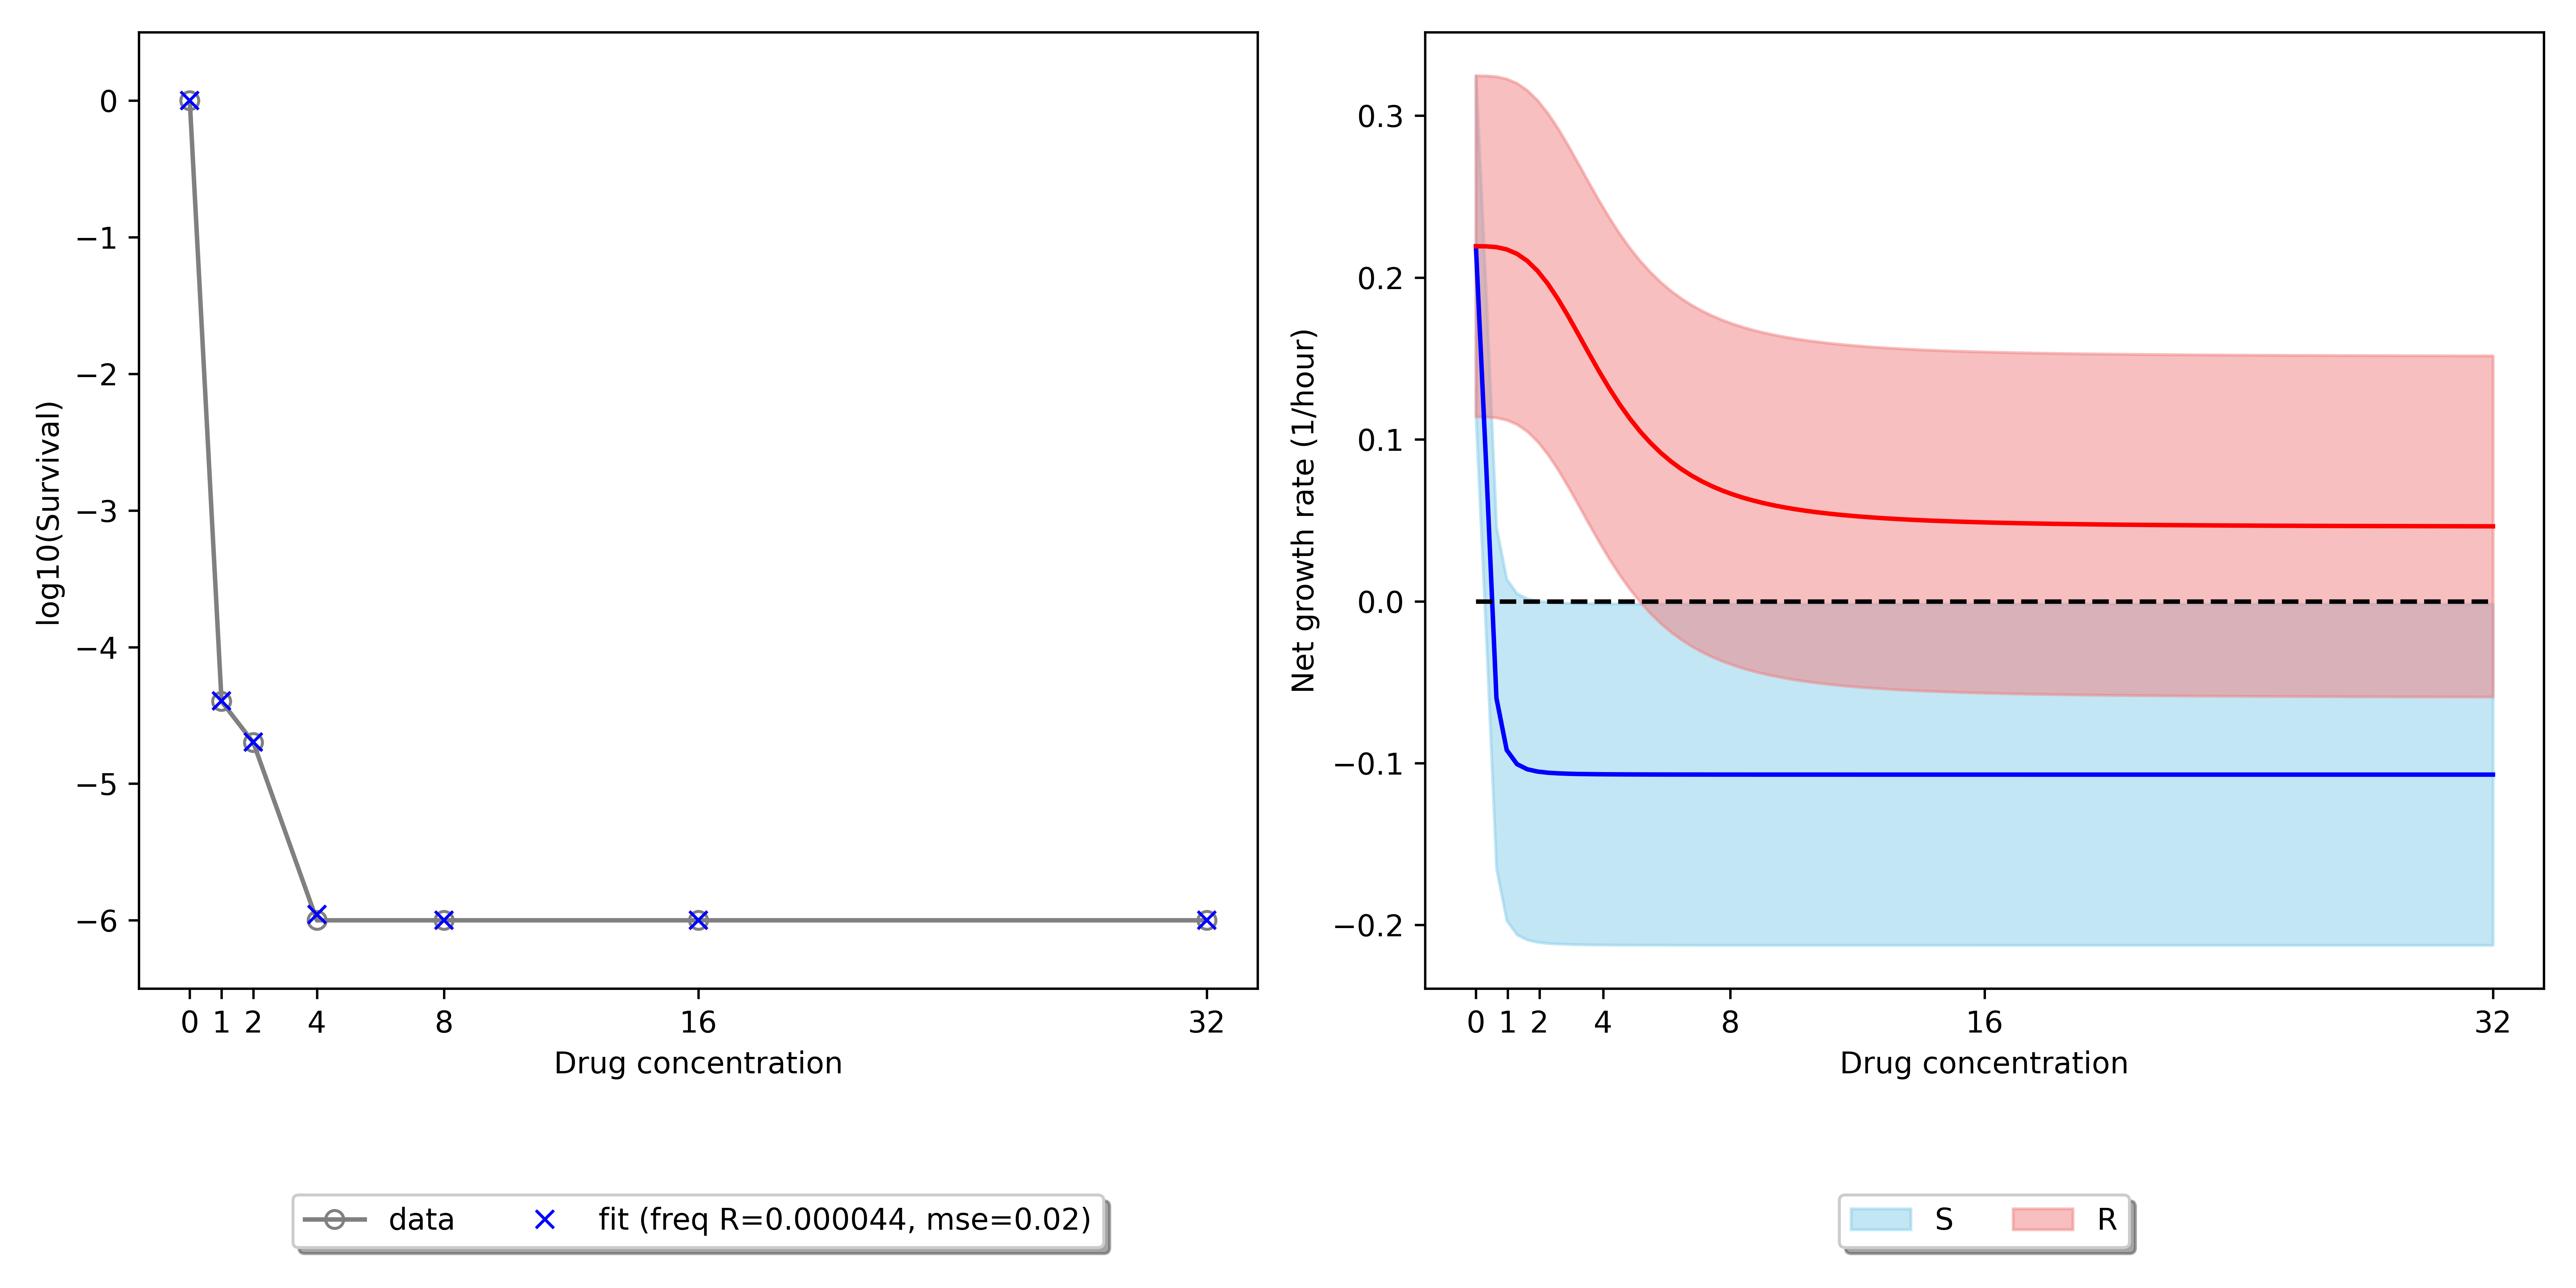 0
−1
−2
−3
−4
−5
−6
log10(Survival)
0 1 2 4 8 16 32
Drug concentration
data fit (freq R=0.000044, mse=0.02)
0.3
0.2
0.1
0.0
−0.1
−0.2
Net growth rate (1/hour)
0 1 2 4 8 16 32
Drug concentration
S R